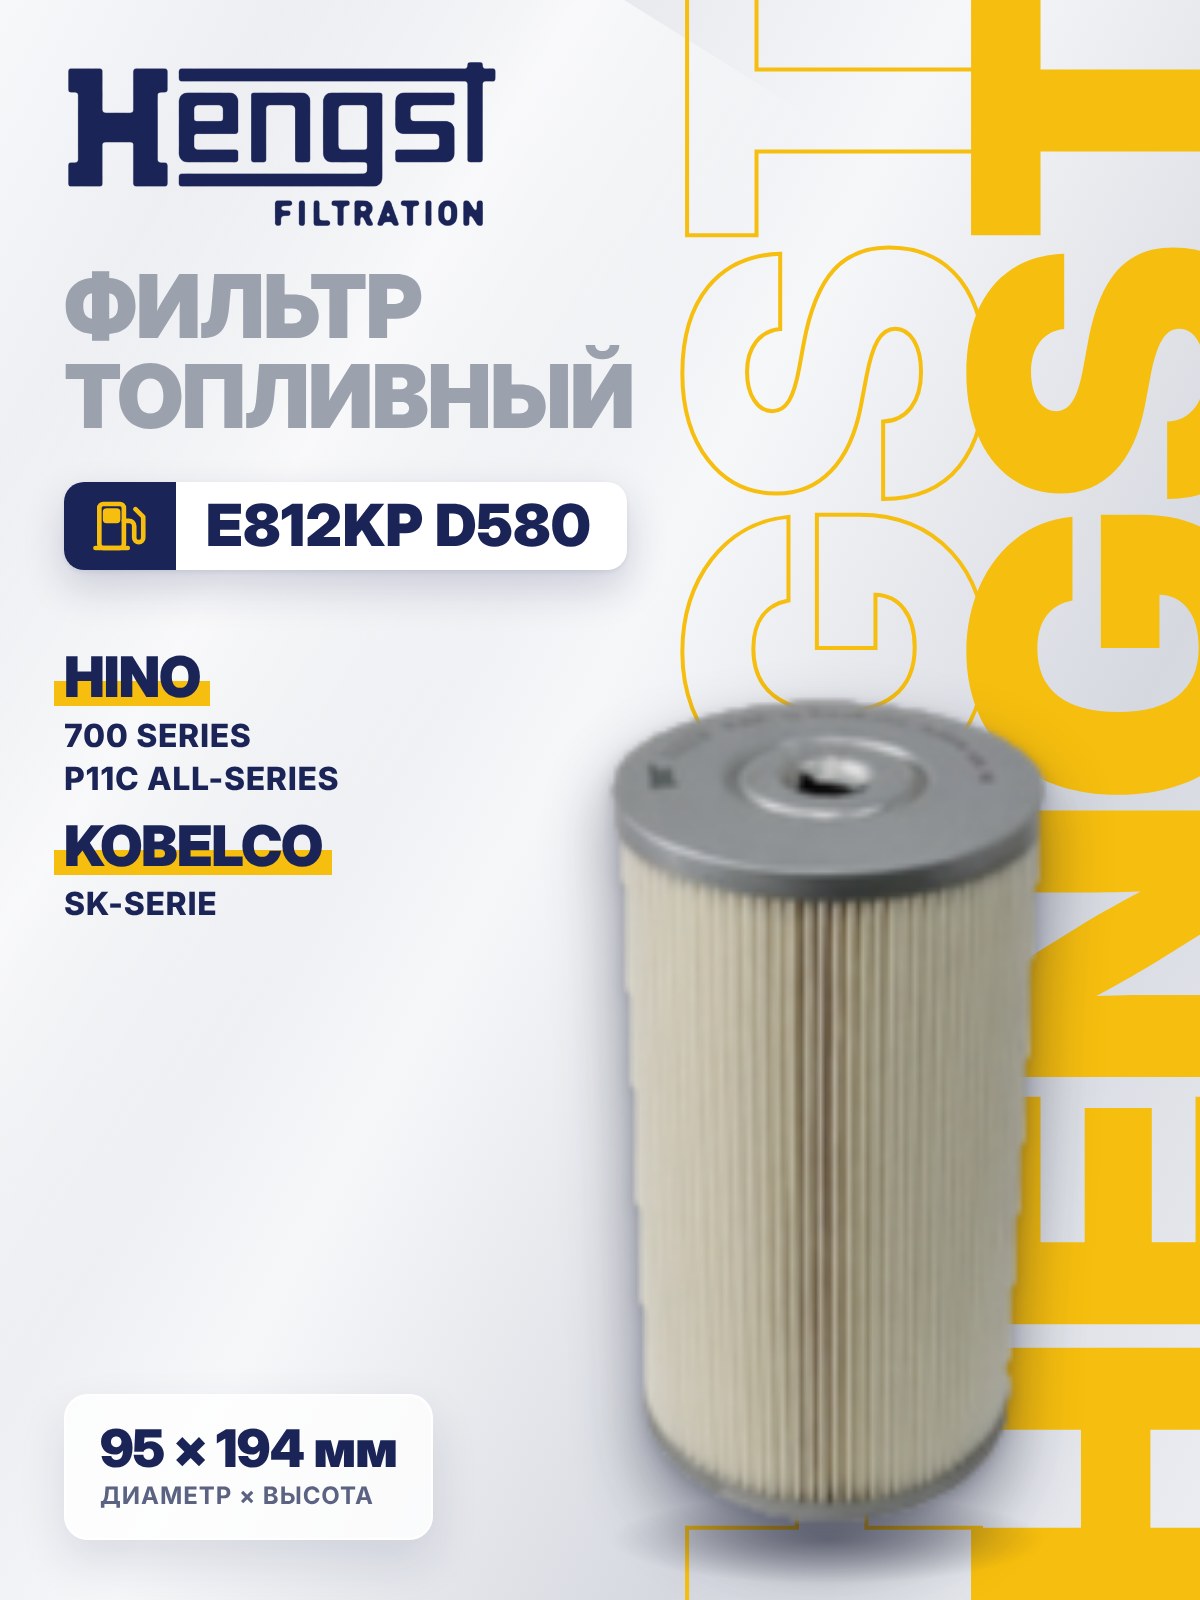 Hengst
FILTRATION
ФИЛЬТР
ТОПЛИВНЫЙ
E812KP D580
HINO
700 SERIES
P11C ALL-SERIES
KOBELCO
SK-SERIE
95 × 194 мм
ДИАМЕТР × ВЫСОТА
HENGST